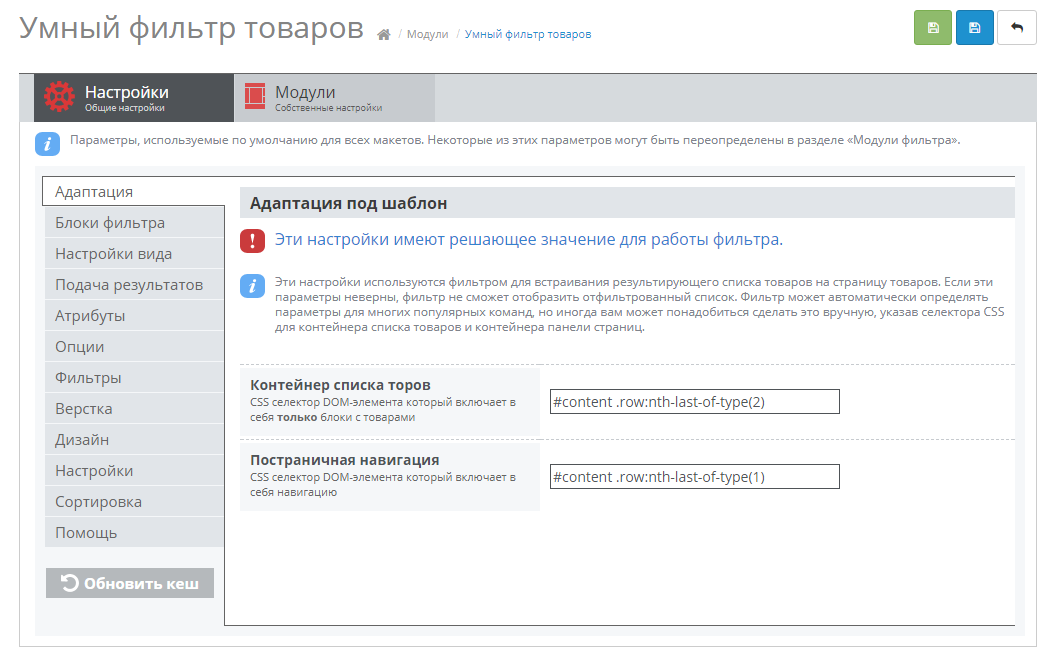 Умный фильтр товаров
/ Модули / Умный фильтр товаров
Настройки
Общие настройки
Модули
Собственные настройки
Параметры, используемые по умолчанию для всех макетов. Некоторые из этих параметров могут быть переопределены в разделе «Модули фильтра».
Адаптация
Блоки фильтра
Настройки вида
Подача результатов
Атрибуты
Опции
Фильтры
Верстка
Дизайн
Настройки
Сортировка
Помощь
Обновить кеш
Адаптация под шаблон
Эти настройки имеют решающее значение для работы фильтра.
Эти настройки используются фильтром для встраивания результирующего списка товаров на страницу товаров. Если эти
параметры неверны, фильтр не сможет отобразить отфильтрованный список. Фильтр может автоматически определять
параметры для многих популярных команд, но иногда вам может понадобиться сделать это вручную, указав селектора CSS
для контейнера списка товаров и контейнера панели страниц.
Контейнер списка торов
CSS селектор DOM-элемента который включает в
себя только блоки с товарами
#content .row:nth-last-of-type(2)
Постраничная навигация
CSS селектор DOM-элемента который включает в
себя навигацию
#content .row:nth-last-of-type(1)